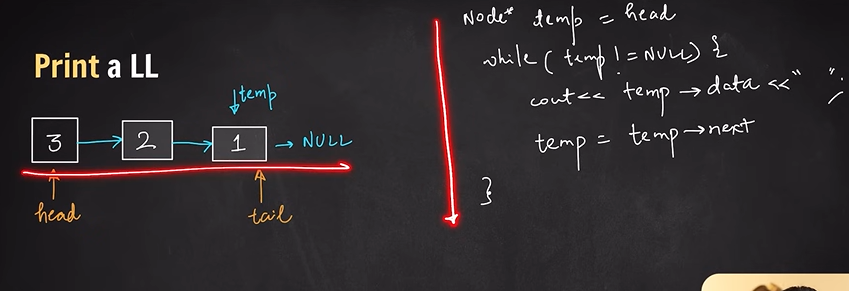 Print a LL
temp
3 2 1 NULL
head tail
Node* temp = head
while ( temp != NULL) {
cout << temp → data << " ";
temp = temp → next
}